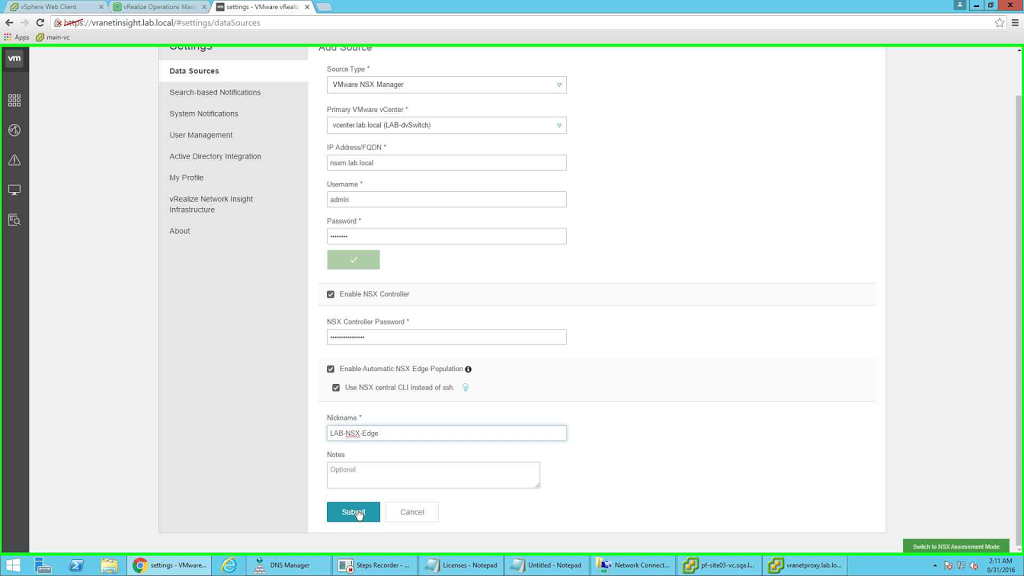 vSphere Web Client
vRealize Operations Man
settings - VMware vRealiz
https://vranetinsight.lab.local/#settings/dataSources
Apps
main-vc
vm
Settings
Add Source
Data Sources
Search-based Notifications
System Notifications
User Management
Active Directory Integration
My Profile
vRealize Network Insight
Infrastructure
About
Source Type *
VMware NSX Manager
Primary VMware vCenter *
vcenter.lab.local (LAB-dvSwitch)
IP Address/FQDN *
nsxm.lab.local
Username *
admin
Password *
Enable NSX Controller
NSX Controller Password *
Enable Automatic NSX Edge Population
Use NSX central CLI instead of ssh
Nickname *
LAB-NSX-Edge
Notes
Optional
Submit
Cancel
Switch to NSX Assessment Mode
settings - VMware...
DNS Manager
Steps Recorder - ...
Licenses - Notepad
Untitled - Notepad
Network Connect...
pf-site03-vc.sqa.l...
vranetproxy.lab.lo...
2:11 AM
8/31/2016